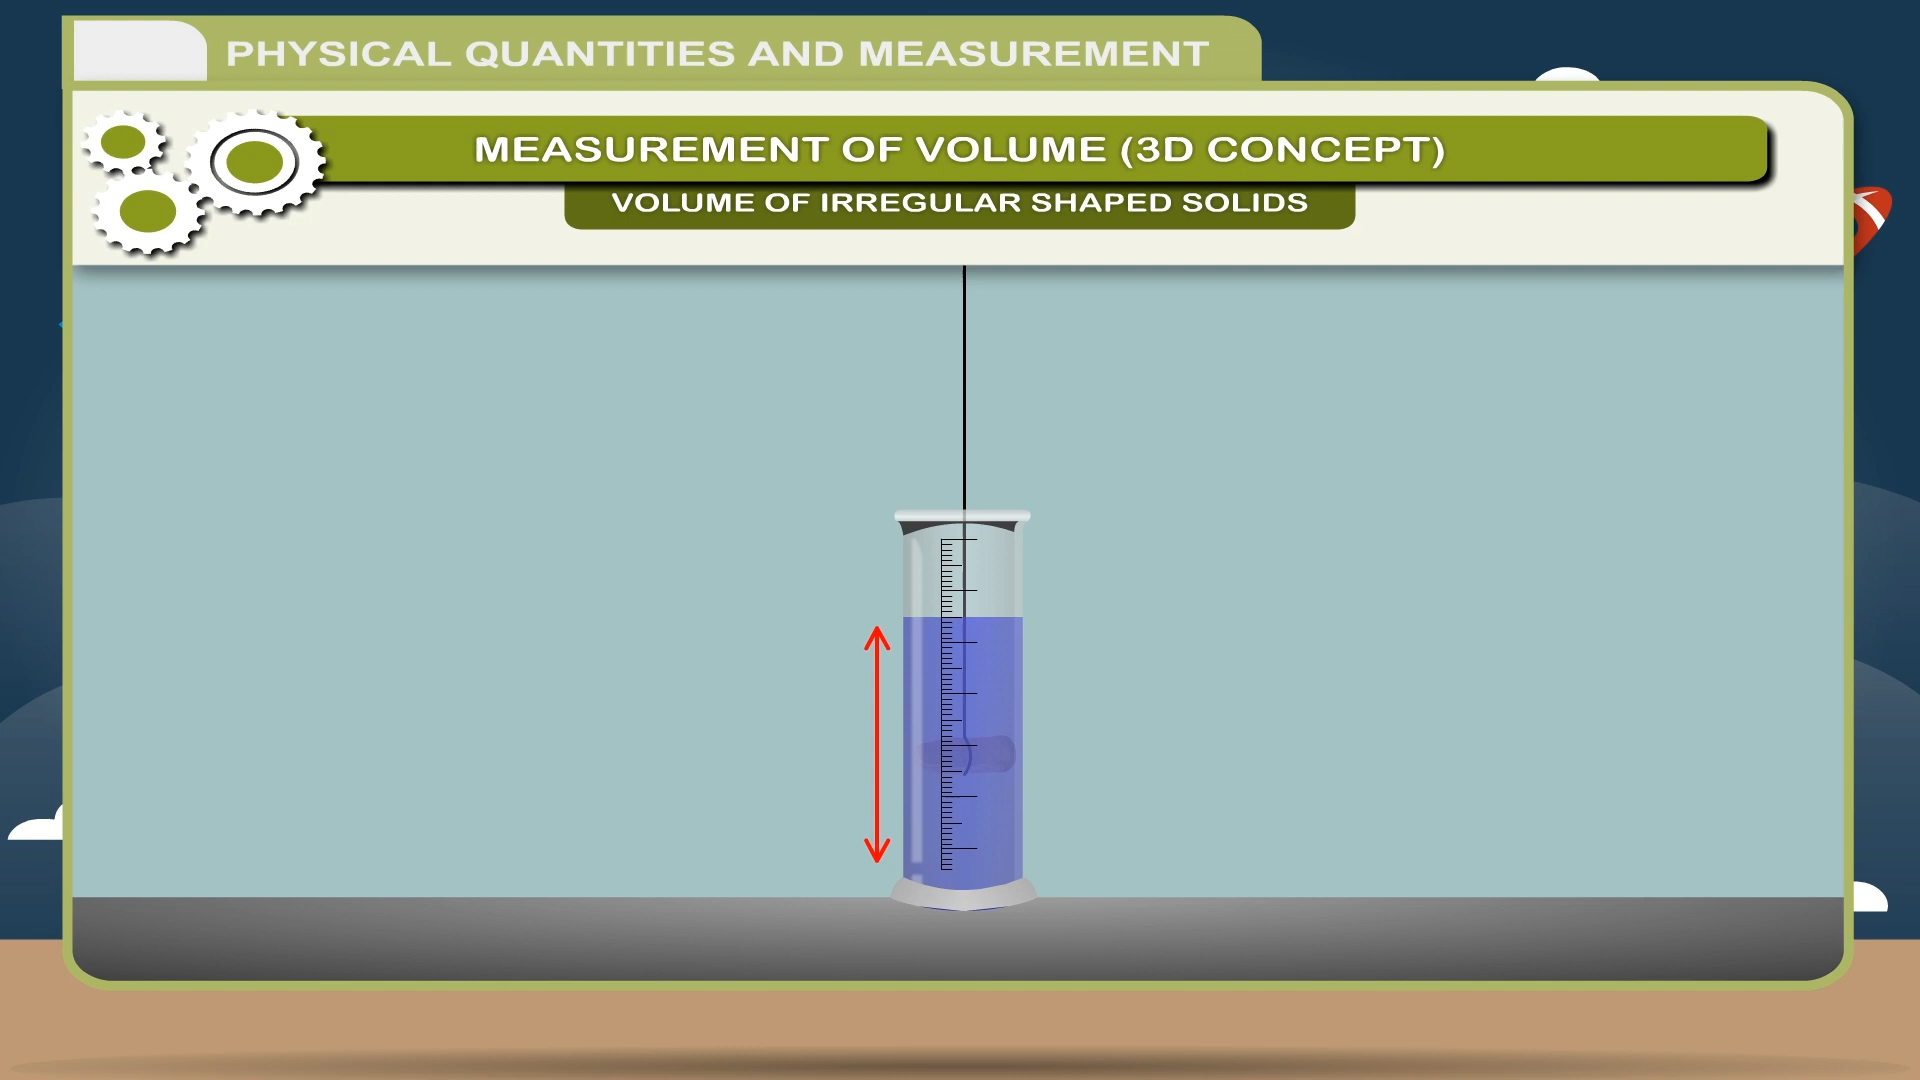 PHYSICAL QUANTITIES AND MEASUREMENT
MEASUREMENT OF VOLUME (3D CONCEPT)
VOLUME OF IRREGULAR SHAPED SOLIDS